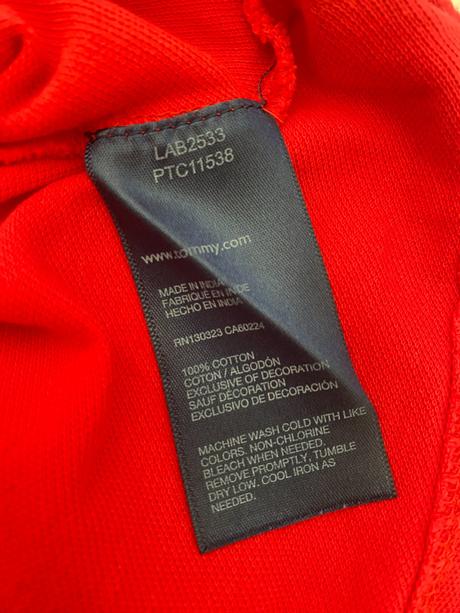 LAB2533
PTC11538
www.tommy.com
MADE IN INDIA
FABRIQUÉ EN INDE
HECHO EN INDIA
RN130323 CA60224
100% COTTON
COTON / ALGODÓN
EXCLUSIVE OF DECORATION
SAUF DÉCORATION
EXCLUSIVO DE DECORACIÓN
MACHINE WASH COLD WITH LIKE
COLORS. NON-CHLORINE
BLEACH WHEN NEEDED.
REMOVE PROMPTLY, TUMBLE
DRY LOW. COOL IRON AS
NEEDED.